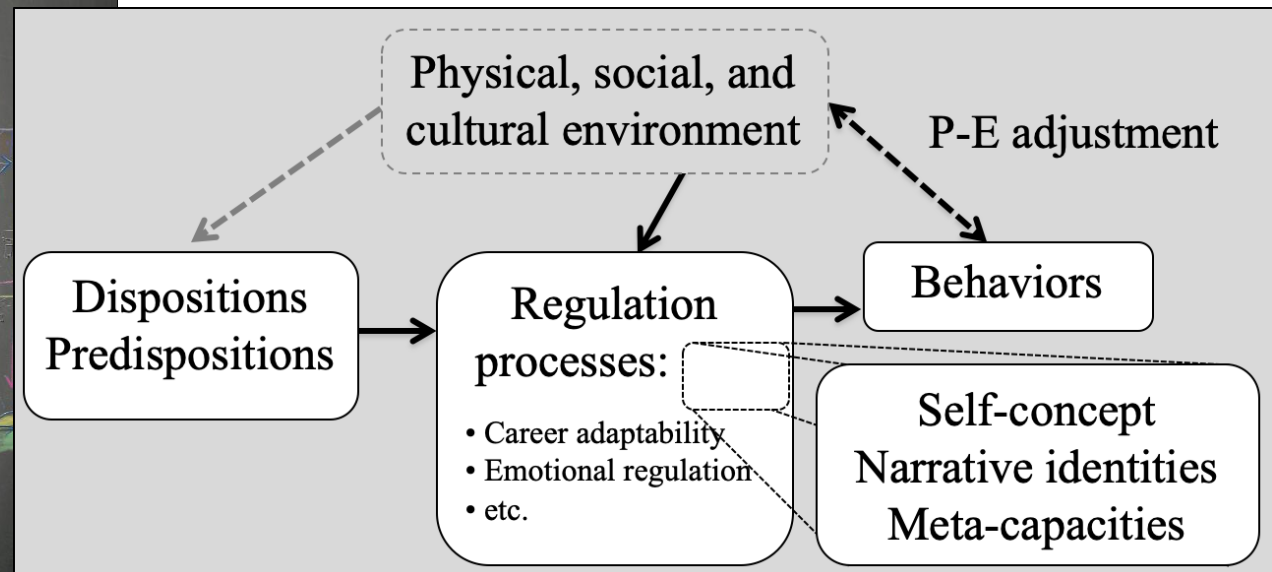 Physical, social, and
cultural environment
P-E adjustment
Dispositions
Predispositions
Regulation
processes:
• Career adaptability
• Emotional regulation
• etc.
Behaviors
Self-concept
Narrative identities
Meta-capacities